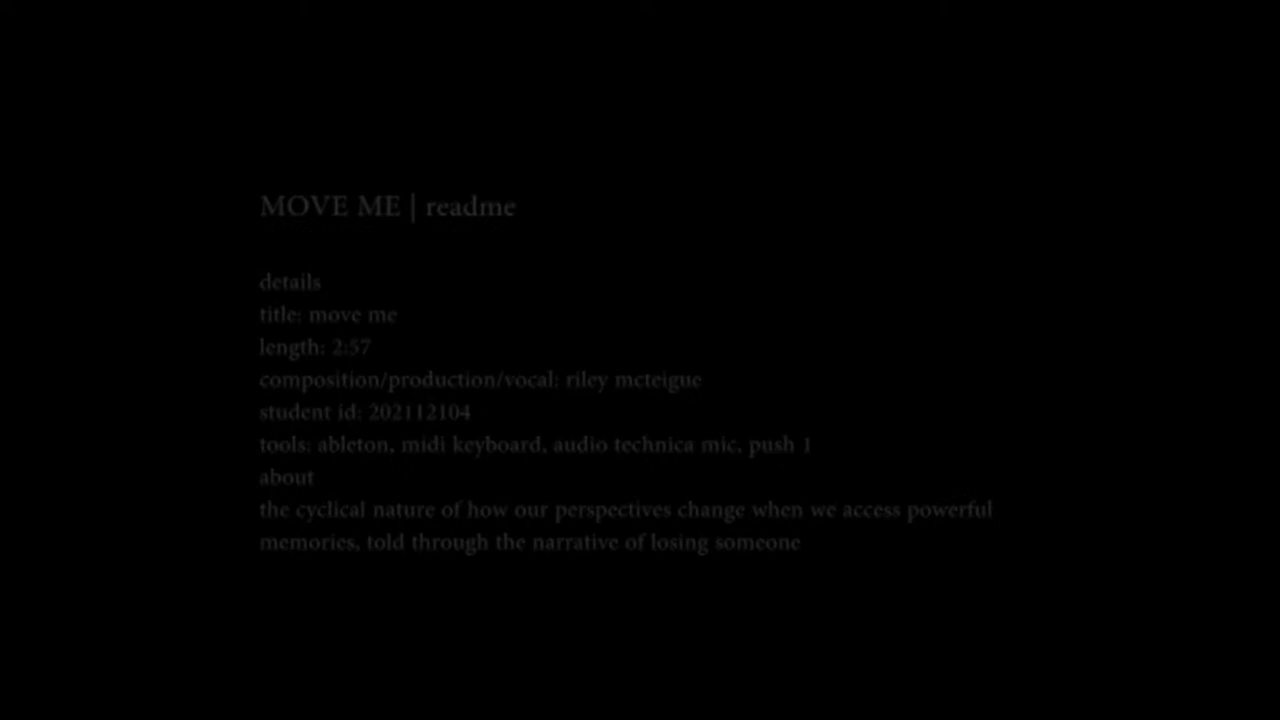 MOVE ME | readme
details
title: move me
length: 2:57
composition/production/vocal: riley mcteigue
student id: 202112104
tools: ableton, midi keyboard, audio technica mic, push 1
about
the cyclical nature of how our perspectives change when we access powerful
memories, told through the narrative of losing someone